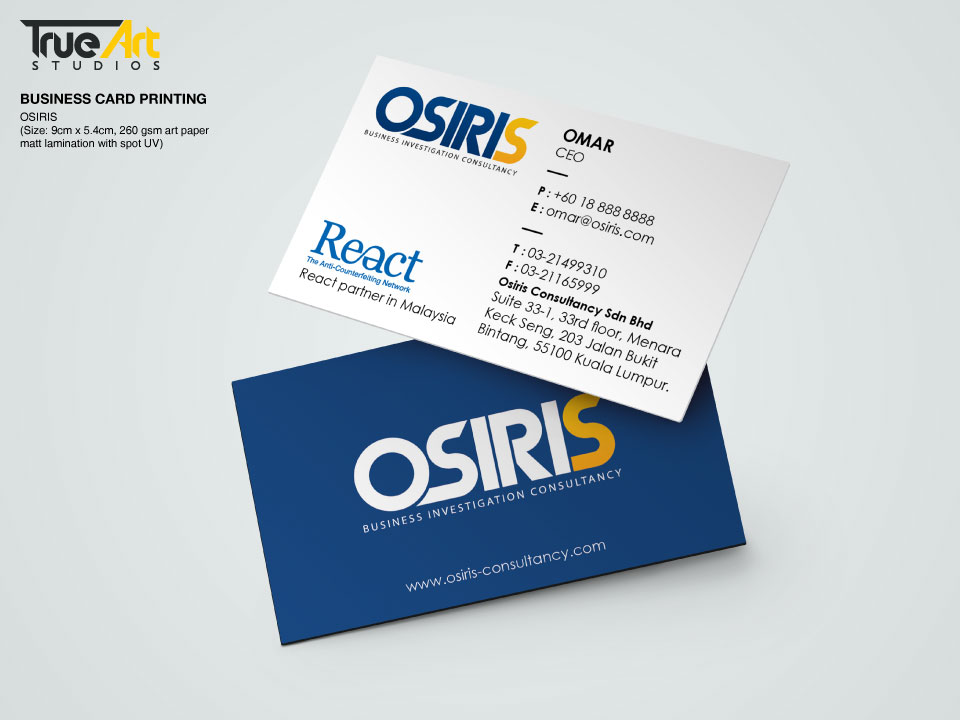 TrueArt
STUDIOS
BUSINESS CARD PRINTING
OSIRIS
(Size: 9cm x 5.4cm, 260 gsm art paper
matt lamination with spot UV)
OSIRIS
BUSINESS INVESTIGATION CONSULTANCY
OMAR
CEO
P : +60 18 888 8888
E : omar@osiris.com
T : 03-21499310
F : 03-21165999
Osiris Consultancy Sdn Bhd
Suite 33-1, 33rd floor, Menara
Keck Seng, 203 Jalan Bukit
Bintang, 55100 Kuala Lumpur.
React
The Anti-Counterfeiting Network
React partner in Malaysia
OSIRIS
BUSINESS INVESTIGATION CONSULTANCY
www.osiris-consultancy.com